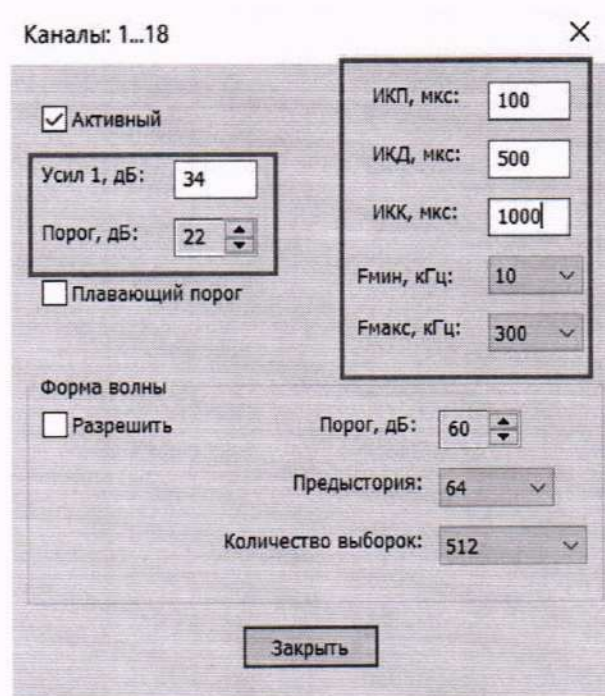 Каналы: 1...18
Активный
Усил 1, дБ: 34
Порог, дБ: 22
Плавающий порог
ИКП, мкс: 100
ИКД, мкс: 500
ИКК, мкс: 1000
Fмин, кГц: 10
Fмакс, кГц: 300
Форма волны
Разрешить
Порог, дБ: 60
Предыстория: 64
Количество выборок: 512
Закрыть